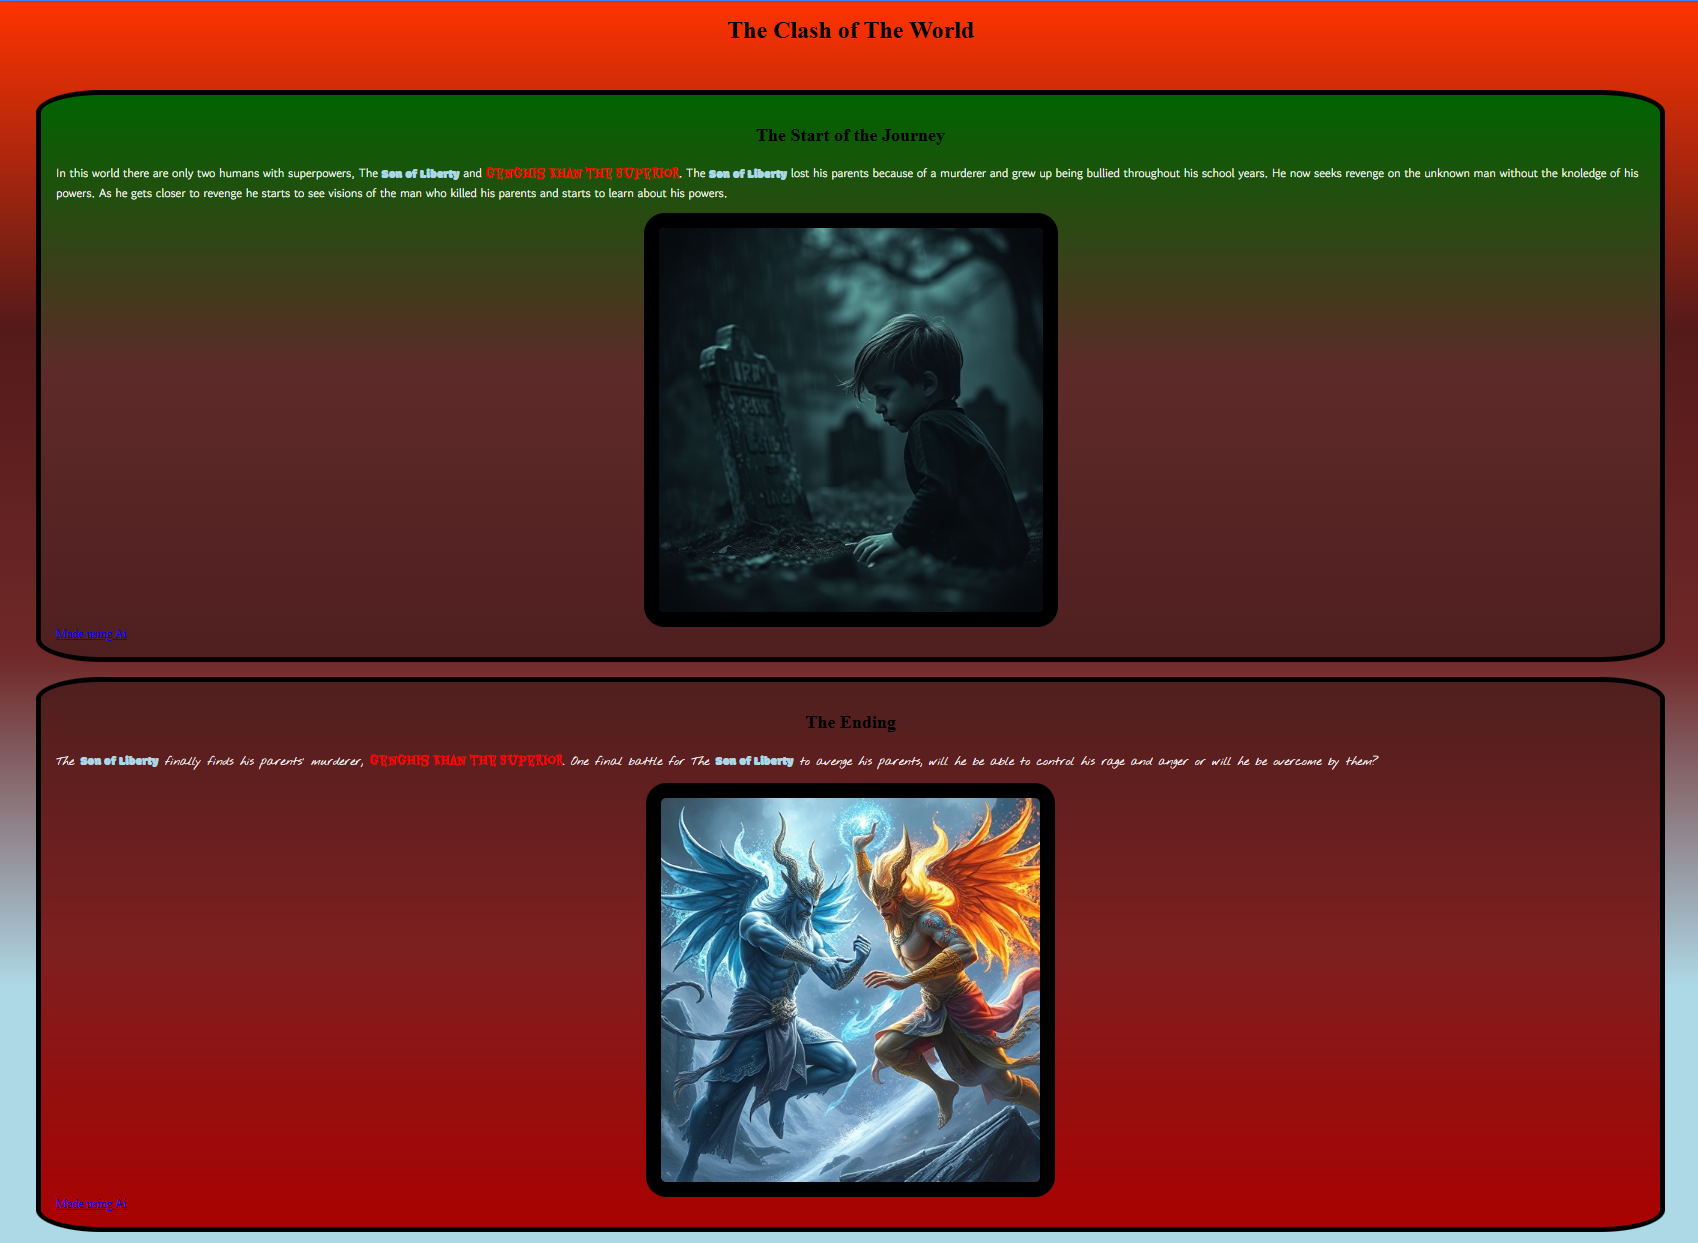 The Clash of The World
The Start of the Journey
In this world there are only two humans with superpowers, The Son of Liberty and GENGHIS KHAN THE SUPERIOR. The Son of Liberty lost his parents because of a murderer and grew up being bullied throughout his school years. He now seeks revenge on the unknown man without the knoledge of his
powers. As he gets closer to revenge he starts to see visions of the man who killed his parents and starts to learn about his powers.
Made using Ai
The Ending
The Son of Liberty finally finds his parents' murderer, GENGHIS KHAN THE SUPERIOR. One final battle for The Son of Liberty to avenge his parents, will he be able to control his rage and anger or will he be overcome by them?
Made using Ai